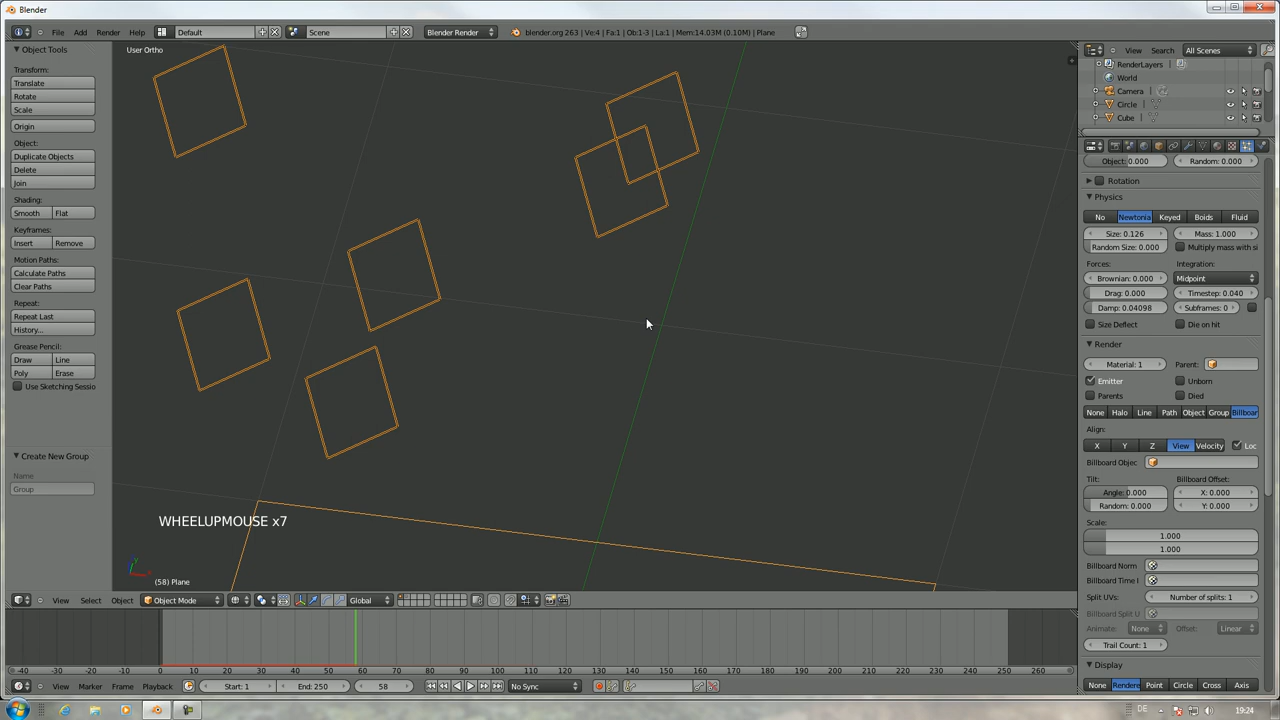 Blender
File Add Render Help Default Scene Blender Render blender.org 263 | Ve:4 | Fa:1 | Ob:1-3 | La:1 | Mem:14.03M (0.10M) | Plane
View Search All Scenes
Object Tools
Transform:
Translate
Rotate
Scale
Origin
Object:
Duplicate Objects
Delete
Join
Shading:
Smooth Flat
Keyframes:
Insert Remove
Motion Paths:
Calculate Paths
Clear Paths
Repeat:
Repeat Last
History...
Grease Pencil:
Draw Line
Poly Erase
Use Sketching Sessio
Create New Group
Name
Group
User Ortho
WHEELUPMOUSE x7
(58) Plane
RenderLayers
World
Camera
Circle
Cube
Object: 0.000 Random: 0.000
Rotation
Physics
No Newtonia Keyed Boids Fluid
Size: 0.126 Mass: 1.000
Random Size: 0.000 Multiply mass with si
Forces: Integration:
Brownian: 0.000 Midpoint
Drag: 0.000 Timestep: 0.040
Damp: 0.04098 Subframes: 0
Size Deflect Die on hit
Render
Material: 1 Parent:
Emitter Unborn
Parents Died
None Halo Line Path Object Group Billboar
Align:
X Y Z View Velocity Loc
Billboard Objec
Tilt: Billboard Offset:
Angle: 0.000 X: 0.000
Random: 0.000 Y: 0.000
Scale:
1.000
1.000
Billboard Norm
Billboard Time I
Split UVs: Number of splits: 1
Billboard Split U
Animate: None Offset: Linear
Trail Count: 1
Display
None Rendere Point Circle Cross Axis
View Select Object Object Mode Global
-40 -30 -20 -10 0 10 20 30 40 50 60 70 80 90 100 110 120 130 140 150 160 170 180 190 200 210 220 230 240 250 260 270 280
View Marker Frame Playback Start: 1 End: 250 58 No Sync
DE 19:24